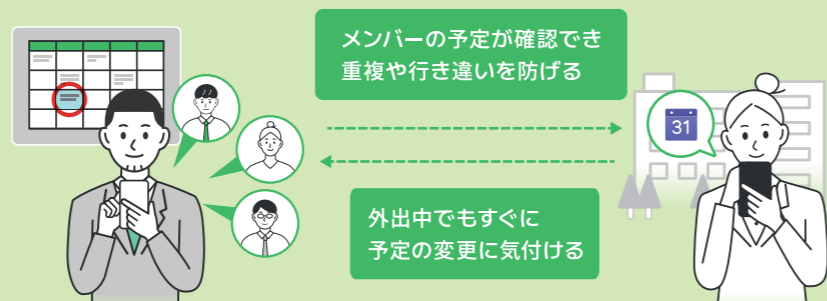 メンバーの予定が確認でき
重複や行き違いを防げる
31
外出中でもすぐに
予定の変更に気付ける